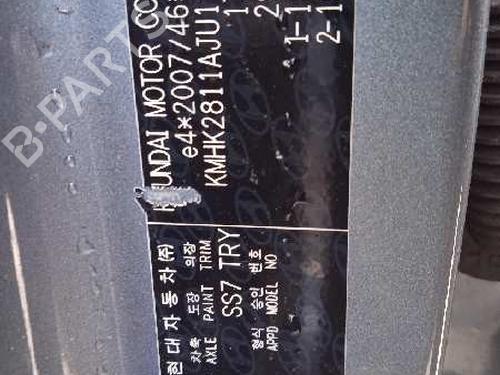 HYUNDAI MOTOR CO
e4*2007/46
KMHK2811AJU1
1-1
2-1
현대자동차(주)
차축 도장 의장
AXLE PAINT TRIM
SS7 TRY
형식 승인 번호
APPD MODEL NO
B-PARTS